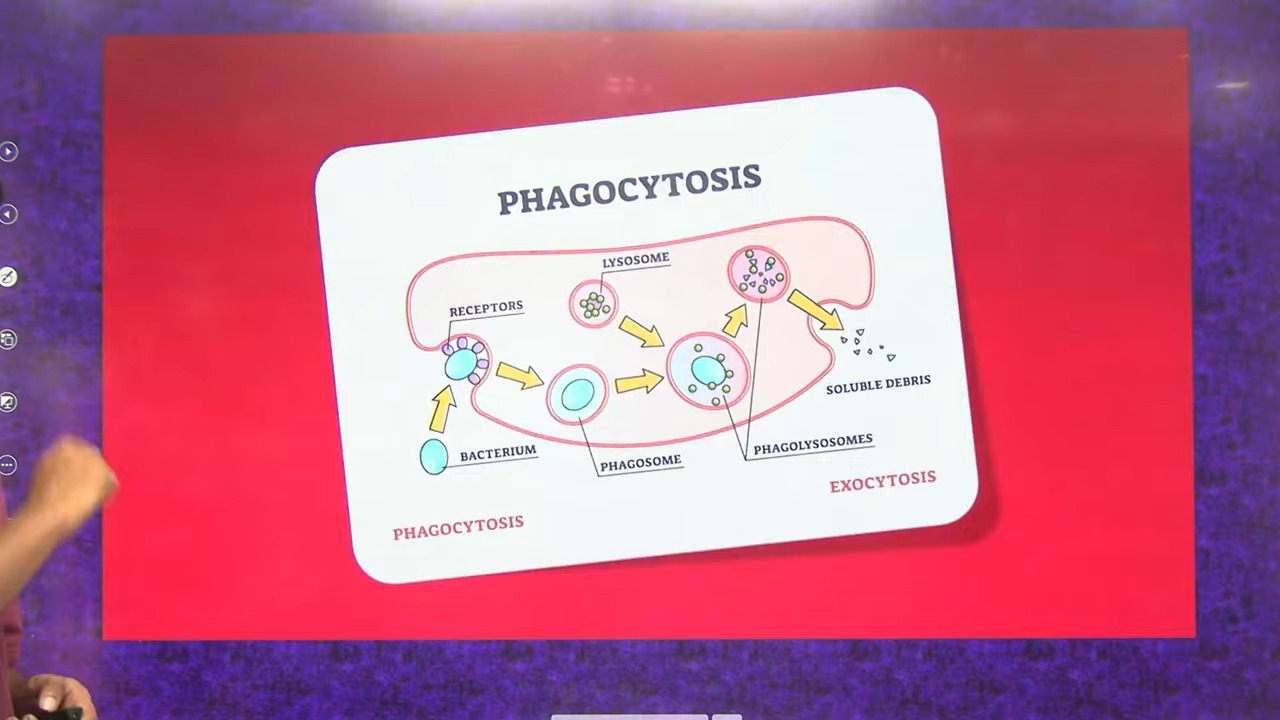 PHAGOCYTOSIS
LYSOSOME
RECEPTORS
SOLUBLE DEBRIS
BACTERIUM
PHAGOSOME
PHAGOLYSOSOMES
EXOCYTOSIS
PHAGOCYTOSIS